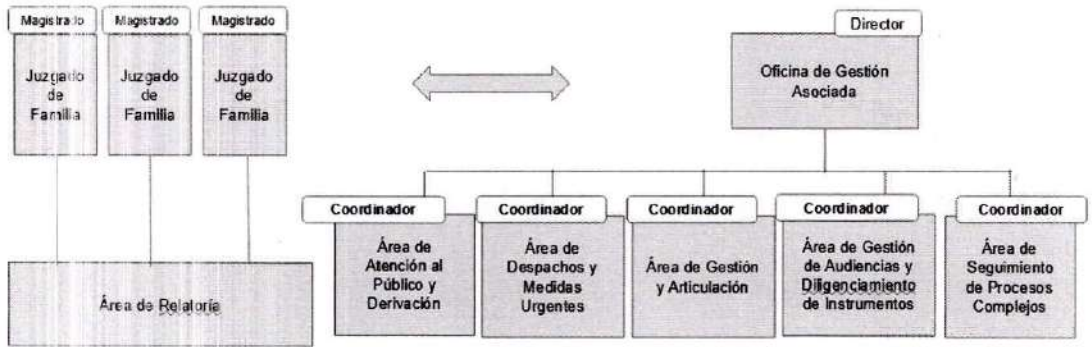 Magistrado
Juzgado
de
Familia
Magistrado
Juzgado
de
Familia
Magistrado
Juzgado
de
Familia
Área de Relatoría
Director
Oficina de Gestión
Asociada
Coordinador
Área de
Atención al
Público y
Derivación
Coordinador
Área de
Despachos y
Medidas
Urgentes
Coordinador
Área de Gestión
y Articulación
Coordinador
Área de Gestión
de Audiencias y
Diligenciamiento
de Instrumentos
Coordinador
Área de
Seguimiento
de Procesos
Complejos